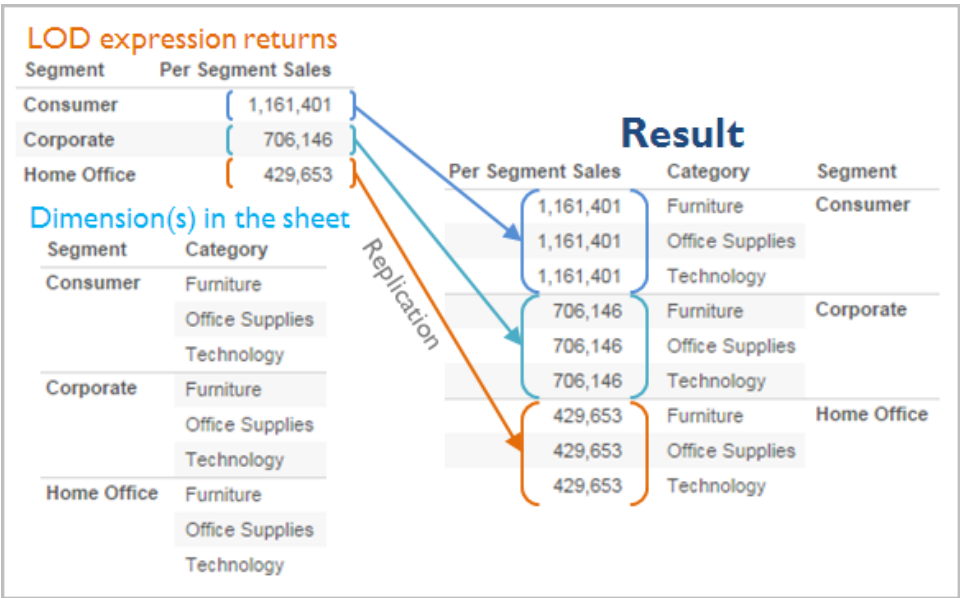 LOD expression returns
Segment Per Segment Sales
Consumer 1,161,401
Corporate 706,146
Home Office 429,653
Dimension(s) in the sheet
Segment Category
Consumer Furniture
Office Supplies
Technology
Corporate Furniture
Office Supplies
Technology
Home Office Furniture
Office Supplies
Technology
Replication
Result
Per Segment Sales Category Segment
1,161,401 Furniture Consumer
1,161,401 Office Supplies
1,161,401 Technology
706,146 Furniture Corporate
706,146 Office Supplies
706,146 Technology
429,653 Furniture Home Office
429,653 Office Supplies
429,653 Technology